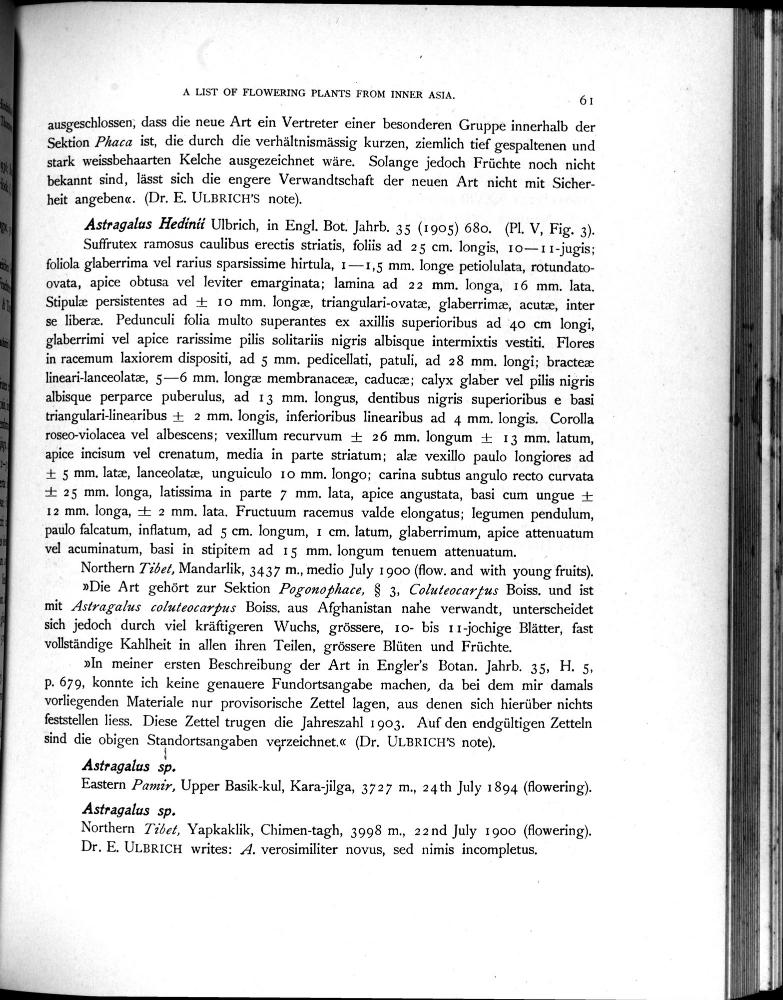 A LIST OF FLOWERING PLANTS FROM INNER ASIA.
61
ausgeschlossen, dass die neue Art ein Vertreter einer besonderen Gruppe innerhalb der
Sektion Phaca ist, die durch die verhältnismässig kurzen, ziemlich tief gespaltenen und
stark weissbehaarten Kelche ausgezeichnet wäre. Solange jedoch Früchte noch nicht
bekannt sind, lässt sich die engere Verwandtschaft der neuen Art nicht mit Sicher-
heit angeben«. (Dr. E. ULBRICH'S note).
Astragalus Hedinii Ulbrich, in Engl. Bot. Jahrb. 35 (1905) 680. (Pl. V, Fig. 3).
Suffrutex ramosus caulibus erectis striatis, foliis ad 25 cm. longis, 10—11-jugis;
foliola glaberrima vel rarius sparsissime hirtula, 1—1,5 mm. longe petiolulata, rotundato-
ovata, apice obtusa vel leviter emarginata; lamina ad 22 mm. longa, 16 mm. lata.
Stipulæ persistentes ad ± 10 mm. longæ, triangulari-ovatæ, glaberrimæ, acutæ, inter
se liberæ. Pedunculi folia multo superantes ex axillis superioribus ad 40 cm longi,
glaberrimi vel apice rarissime pilis solitariis nigris albisque intermixtis vestiti. Flores
in racemum laxiorem dispositi, ad 5 mm. pedicellati, patuli, ad 28 mm. longi; bracteæ
lineari-lanceolatæ, 5—6 mm. longæ membranaceæ, caducæ; calyx glaber vel pilis nigris
albisque perparce puberulus, ad 13 mm. longus, dentibus nigris superioribus e basi
triangulari-linearibus ± 2 mm. longis, inferioribus linearibus ad 4 mm. longis. Corolla
roseo-violacea vel albescens; vexillum recurvum ± 26 mm. longum ± 13 mm. latum,
apice incisum vel crenatum, media in parte striatum; alæ vexillo paulo longiores ad
± 5 mm. latæ, lanceolatæ, unguiculo 10 mm. longo; carina subtus angulo recto curvata
± 25 mm. longa, latissima in parte 7 mm. lata, apice angustata, basi cum ungue ±
12 mm. longa, ± 2 mm. lata. Fructuum racemus valde elongatus; legumen pendulum,
paulo falcatum, inflatum, ad 5 cm. longum, 1 cm. latum, glaberrimum, apice attenuatum
vel acuminatum, basi in stipitem ad 15 mm. longum tenuem attenuatum.
Northern Tibet, Mandarlik, 3437 m., medio July 1900 (flow. and with young fruits).
»Die Art gehört zur Sektion Pogonophace, § 3, Coluteocarpus Boiss. und ist
mit Astragalus coluteocarpus Boiss. aus Afghanistan nahe verwandt, unterscheidet
sich jedoch durch viel kräftigeren Wuchs, grössere, 10- bis 11-jochige Blätter, fast
vollständige Kahlheit in allen ihren Teilen, grössere Blüten und Früchte.
»In meiner ersten Beschreibung der Art in Engler's Botan. Jahrb. 35, H. 5,
p. 679, konnte ich keine genauere Fundortsangabe machen, da bei dem mir damals
vorliegenden Materiale nur provisorische Zettel lagen, aus denen sich hierüber nichts
feststellen liess. Diese Zettel trugen die Jahreszahl 1903. Auf den endgültigen Zetteln
sind die obigen Standortsangaben verzeichnet.« (Dr. ULBRICH'S note).
Astragalus sp.
Eastern Pamir, Upper Basik-kul, Kara-jilga, 3727 m., 24th July 1894 (flowering).
Astragalus sp.
Northern Tibet, Yapkaklik, Chimen-tagh, 3998 m., 22nd July 1900 (flowering).
Dr. E. ULBRICH writes: A. verosimiliter novus, sed nimis incompletus.